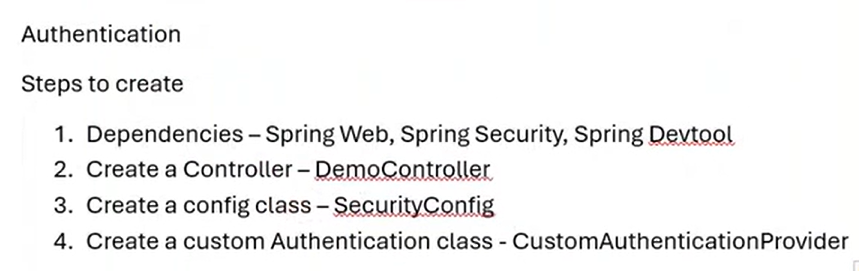 Authentication
Steps to create
1. Dependencies – Spring Web, Spring Security, Spring Devtool
2. Create a Controller – DemoController
3. Create a config class – SecurityConfig
4. Create a custom Authentication class - CustomAuthenticationProvider